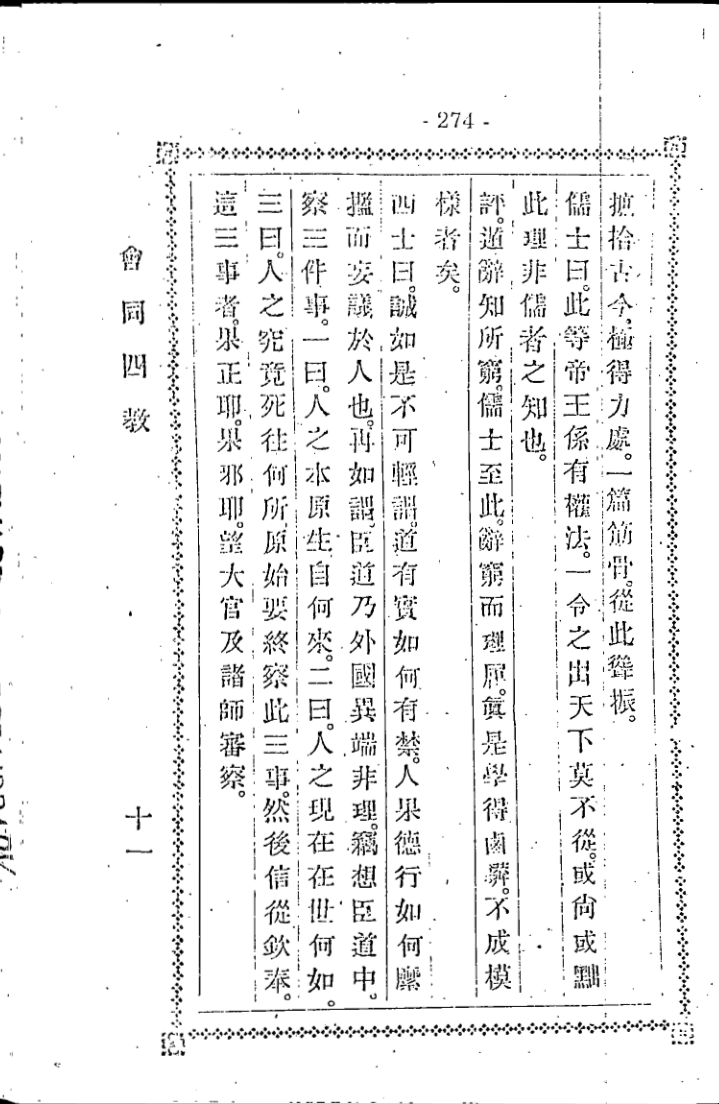 - 274 -
摭拾古今。極得力處。一篇筋骨。從此聳振。
儒士曰。此等帝王係有權法。一令之出天下莫不從。或尙或黜
此理非儒者之知也。
評。遁辭知所窮。儒士至此。辭窮而理屈。眞是學得鹵莽。不成模
樣者矣。
西士曰。誠如是不可輕謂。道有實如何有禁。人果德行如何縲
搵而妄議於人也。再如謂。臣道乃外國異端非理。竊想臣道中。
察三件事。一曰。人之本原生自何來。二曰。人之現在在世何如。
三曰。人之究竟死往何所。原始要終察此三事。然後信從欽奉。
這三事者。果正耶。果邪耶。望大官及諸師審察。
會同四敎
十一